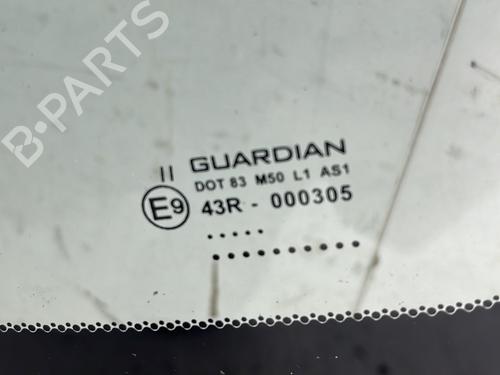 B-PARTS
II GUARDIAN
DOT 83 M50 L1 AS1
E9 43R - 000305